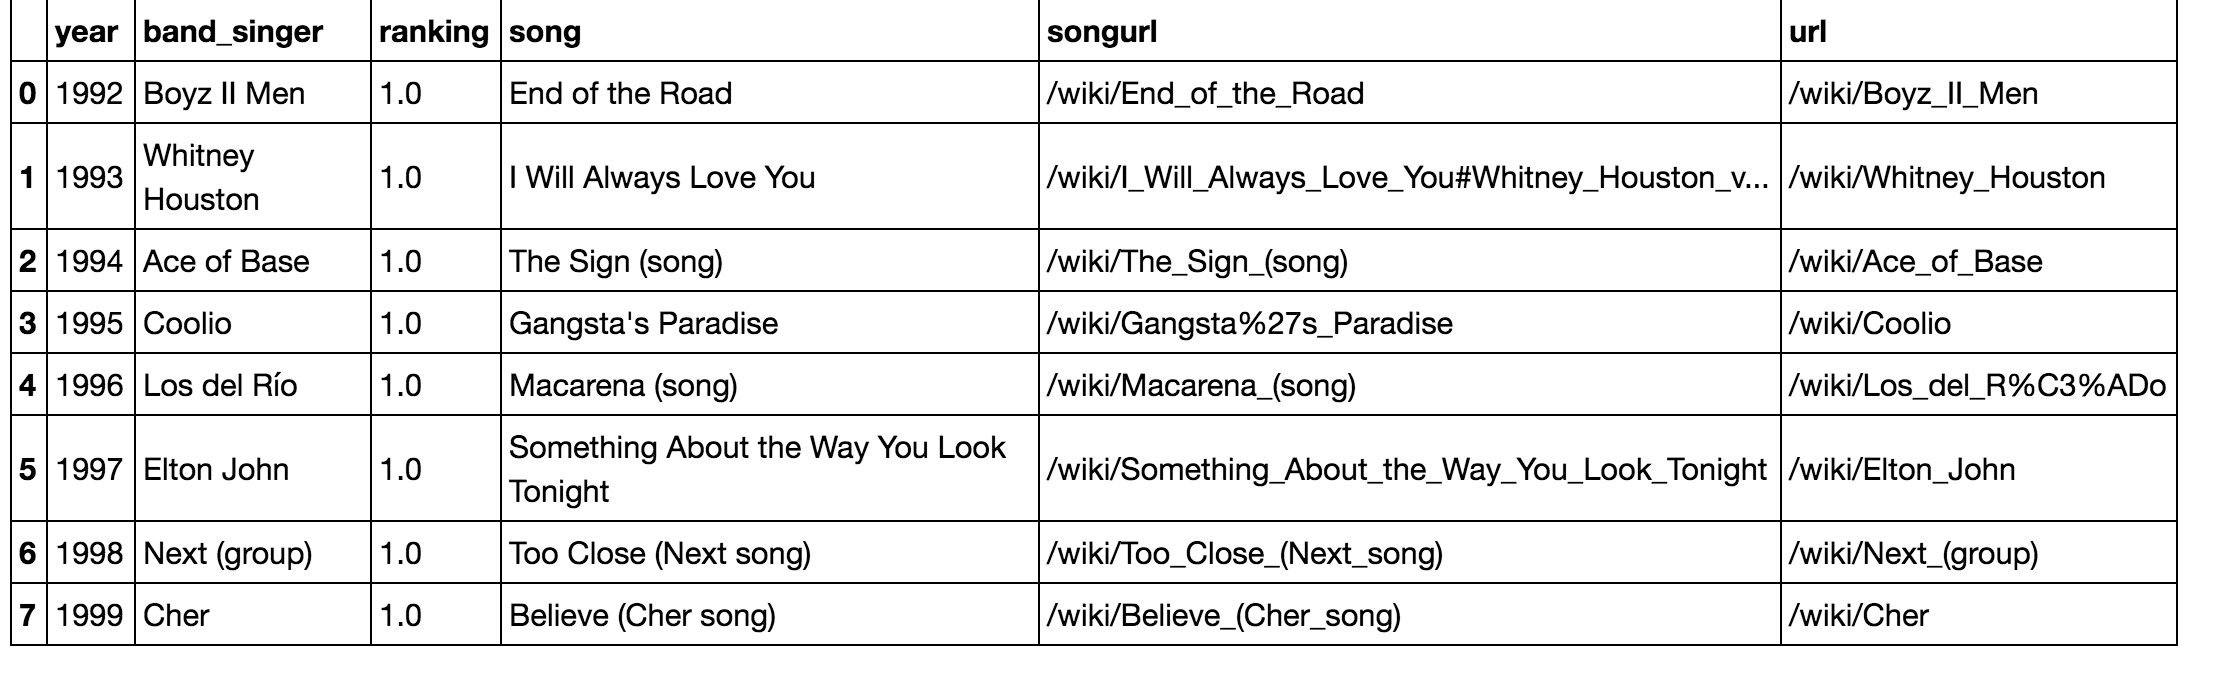 year band_singer ranking song songurl url
0 1992 Boyz II Men 1.0 End of the Road /wiki/End_of_the_Road /wiki/Boyz_II_Men
1 1993 Whitney Houston 1.0 I Will Always Love You /wiki/I_Will_Always_Love_You#Whitney_Houston_v... /wiki/Whitney_Houston
2 1994 Ace of Base 1.0 The Sign (song) /wiki/The_Sign_(song) /wiki/Ace_of_Base
3 1995 Coolio 1.0 Gangsta's Paradise /wiki/Gangsta%27s_Paradise /wiki/Coolio
4 1996 Los del Río 1.0 Macarena (song) /wiki/Macarena_(song) /wiki/Los_del_R%C3%ADo
5 1997 Elton John 1.0 Something About the Way You Look Tonight /wiki/Something_About_the_Way_You_Look_Tonight /wiki/Elton_John
6 1998 Next (group) 1.0 Too Close (Next song) /wiki/Too_Close_(Next_song) /wiki/Next_(group)
7 1999 Cher 1.0 Believe (Cher song) /wiki/Believe_(Cher_song) /wiki/Cher